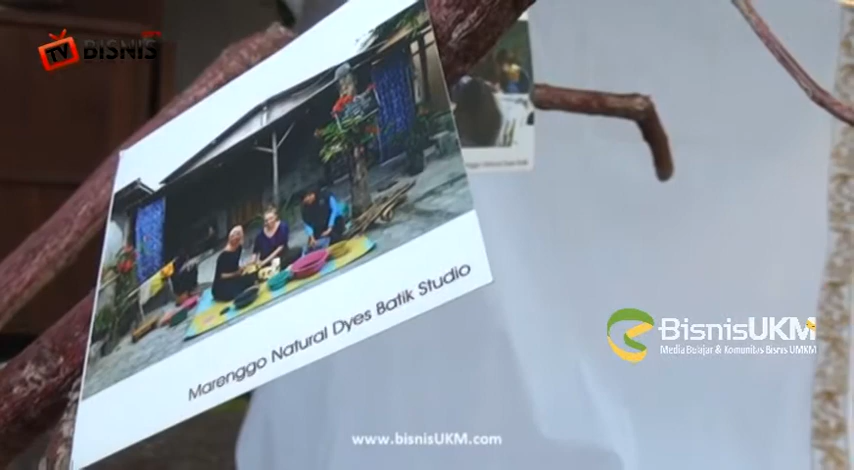 TV BISNIS
Marenggo Natural Dyes Batik Studio
BisnisUKM
Media Belajar & Komunitas Bisnis UMKM
www.bisnisUKM.com